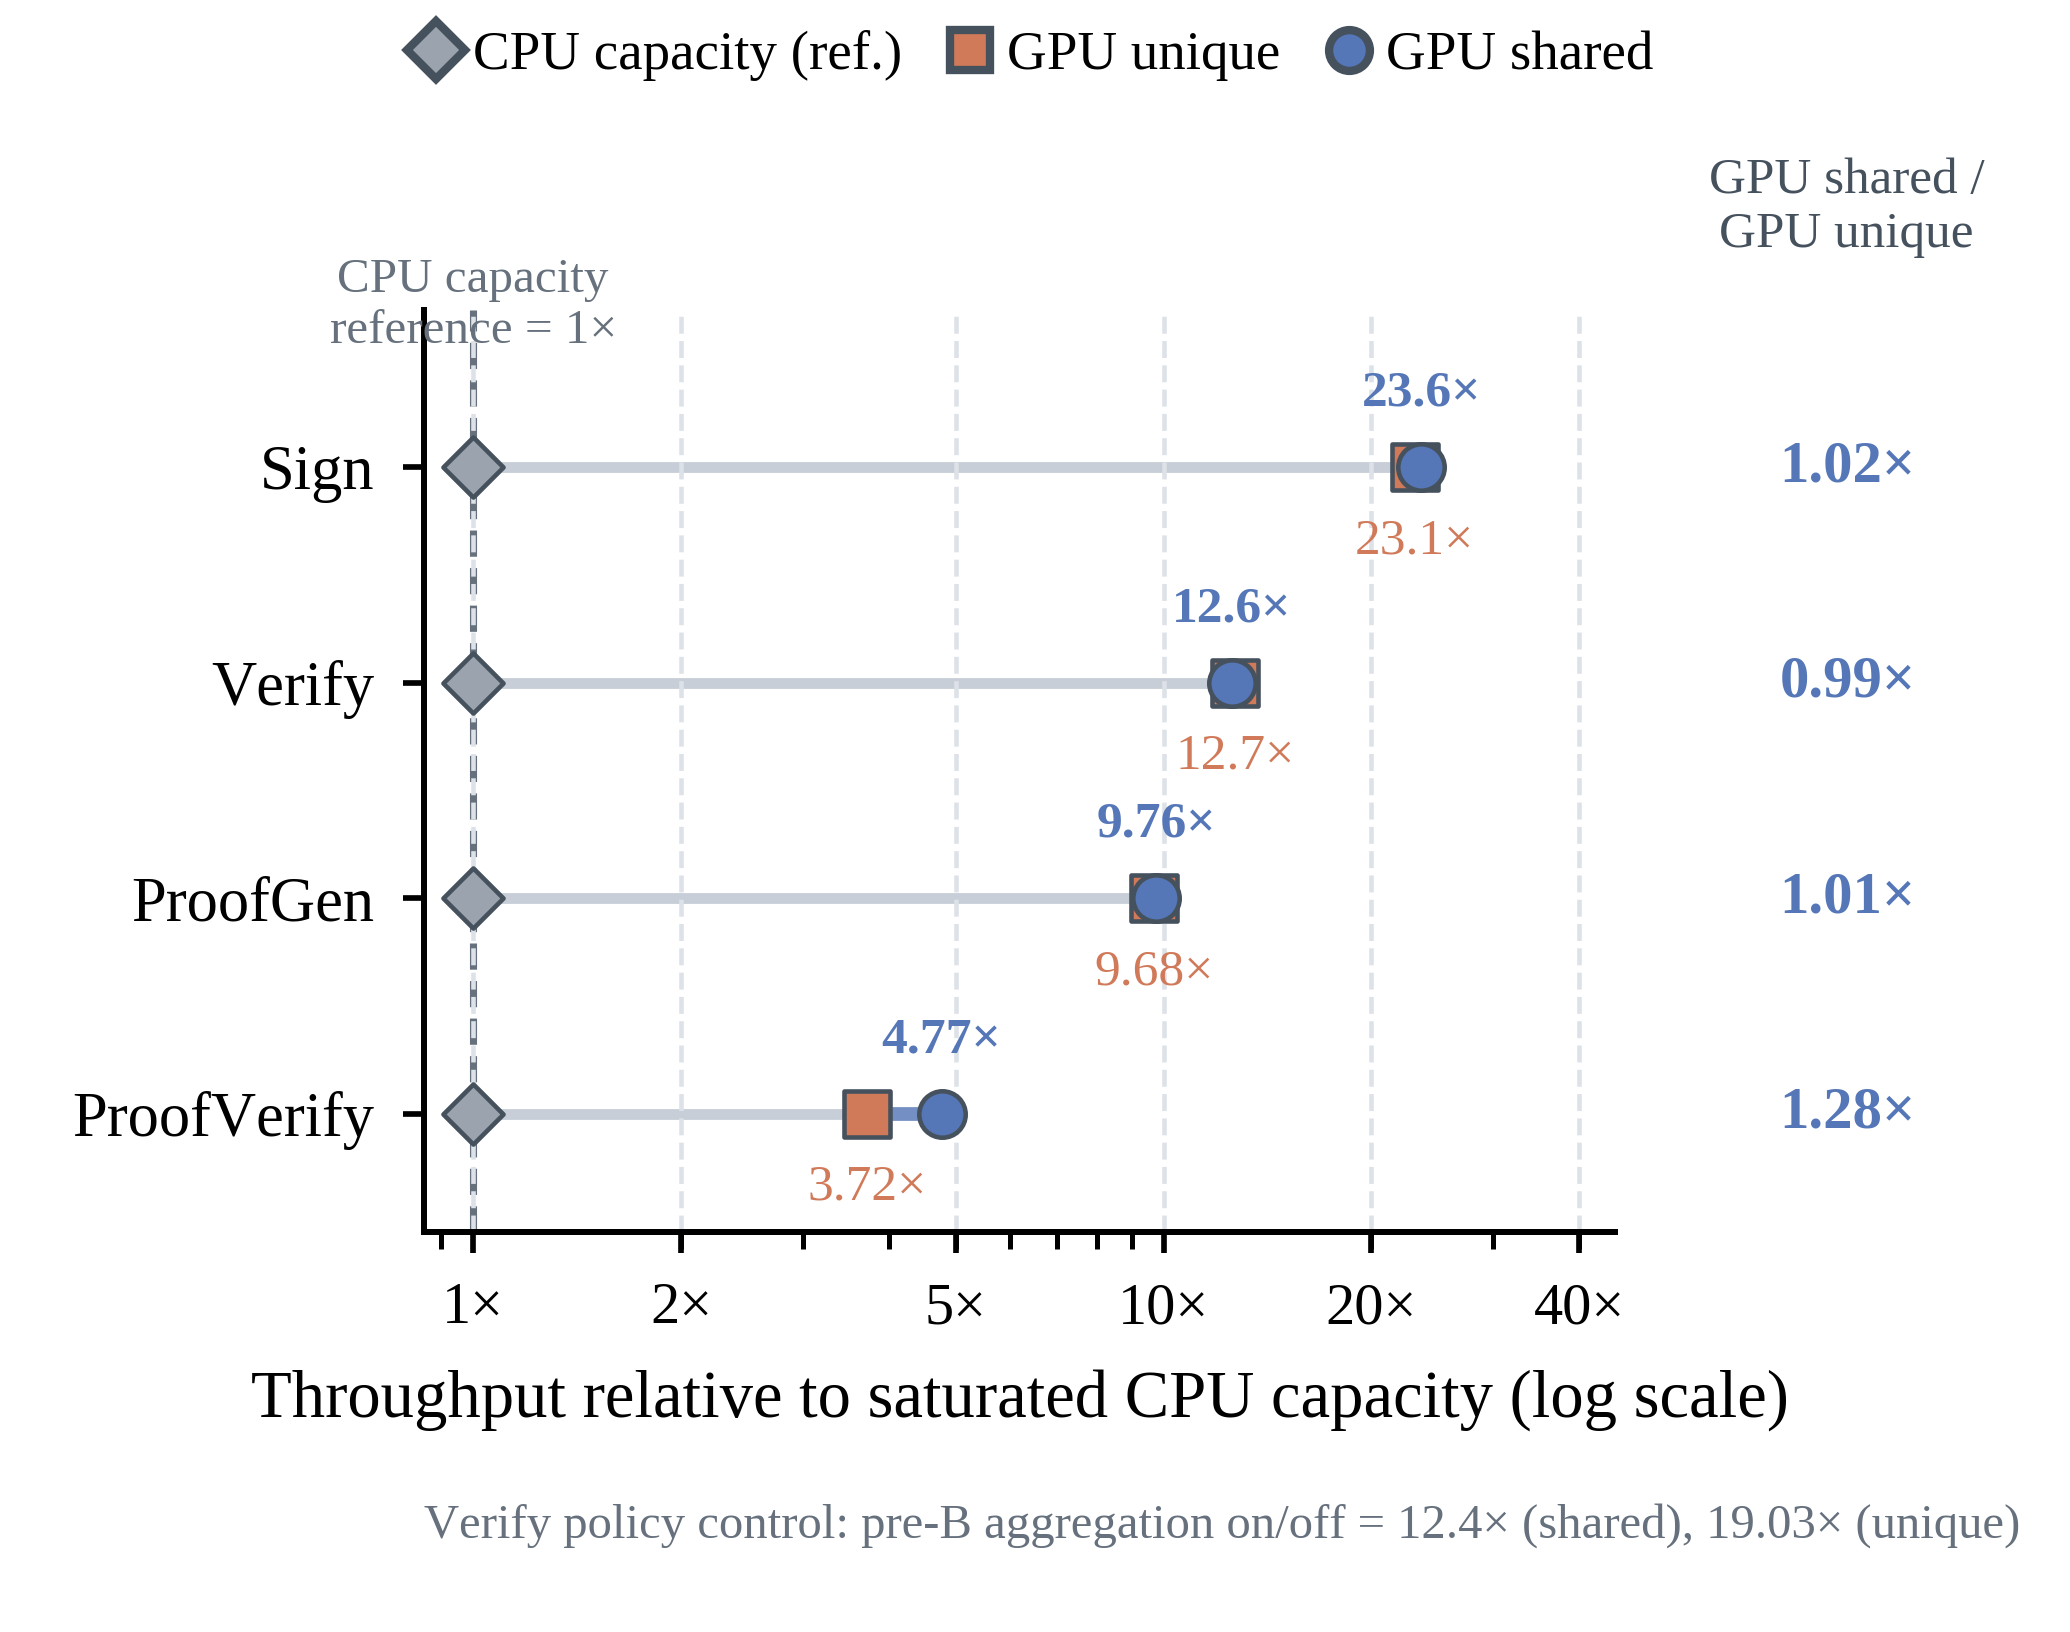 CPU capacity (ref.) GPU unique GPU shared
GPU shared /
GPU unique
CPU capacity
reference = 1×
23.6×
Sign 1.02×
23.1×
12.6×
Verify 0.99×
12.7×
9.76×
ProofGen 1.01×
9.68×
4.77×
ProofVerify 1.28×
3.72×
1× 2× 5× 10× 20× 40×
Throughput relative to saturated CPU capacity (log scale)
Verify policy control: pre-B aggregation on/off = 12.4× (shared), 19.03× (unique)